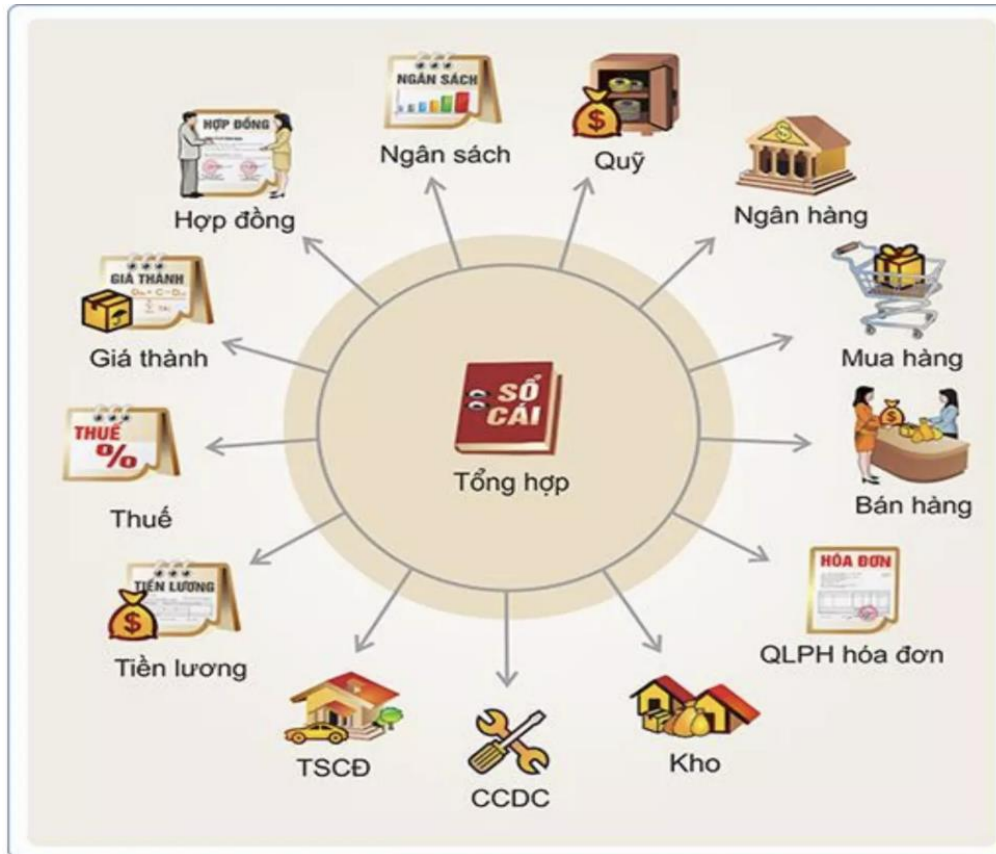 NGÂN SÁCH
Ngân sách
Quỹ
HỢP ĐỒNG
Hợp đồng
Ngân hàng
GIÁ THÀNH
Giá thành
Mua hàng
SỔ
CÁI
Tổng hợp
THUẾ
%
Thuế
Bán hàng
TIỀN LƯƠNG
$
Tiền lương
HÓA ĐƠN
QLPH hóa đơn
TSCĐ
CCDC
Kho